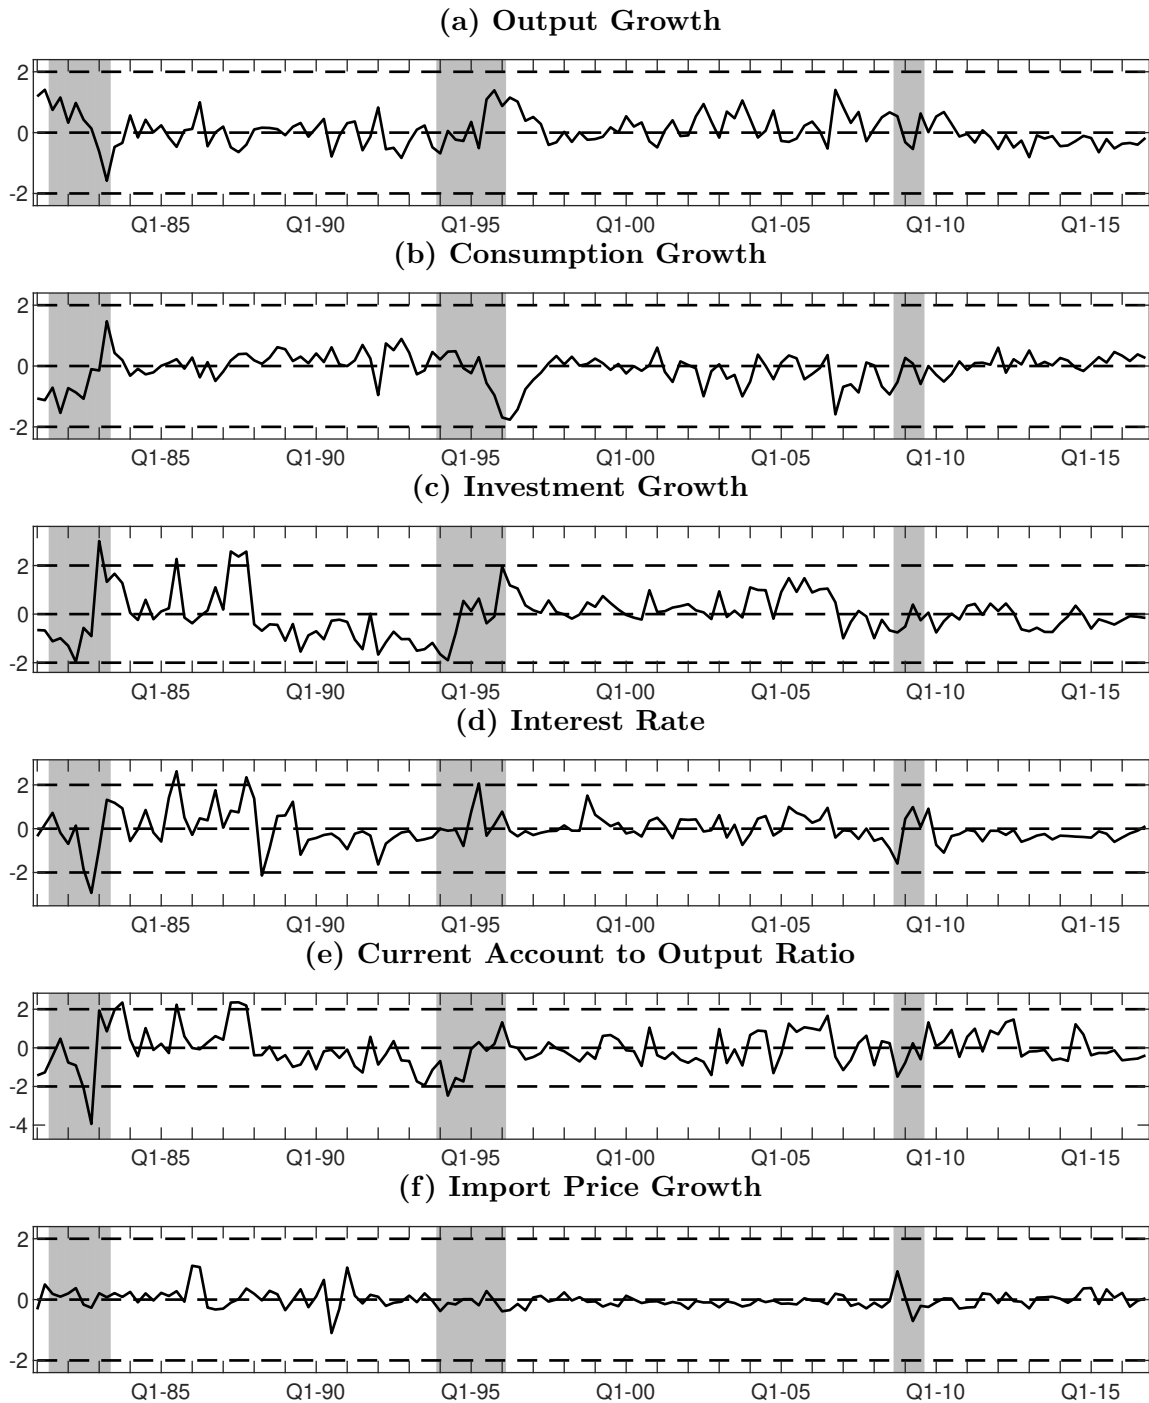 (a) Output Growth
2
0
-2
Q1-85 Q1-90 Q1-95 Q1-00 Q1-05 Q1-10 Q1-15
(b) Consumption Growth
2
0
-2
Q1-85 Q1-90 Q1-95 Q1-00 Q1-05 Q1-10 Q1-15
(c) Investment Growth
2
0
-2
Q1-85 Q1-90 Q1-95 Q1-00 Q1-05 Q1-10 Q1-15
(d) Interest Rate
2
0
-2
Q1-85 Q1-90 Q1-95 Q1-00 Q1-05 Q1-10 Q1-15
(e) Current Account to Output Ratio
2
0
-2
-4
Q1-85 Q1-90 Q1-95 Q1-00 Q1-05 Q1-10 Q1-15
(f) Import Price Growth
2
0
-2
Q1-85 Q1-90 Q1-95 Q1-00 Q1-05 Q1-10 Q1-15